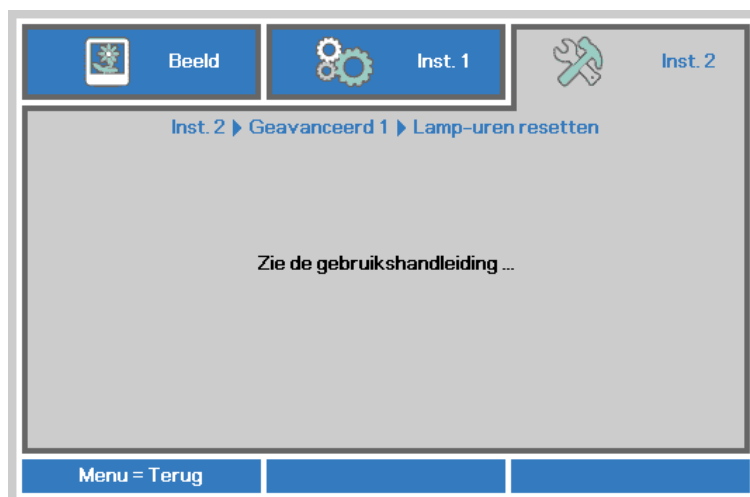 Beeld
Inst. 1
Inst. 2
Inst. 2 ▶ Geavanceerd 1 ▶ Lamp-uren resetten
Zie de gebruikshandleiding ...
Menu = Terug